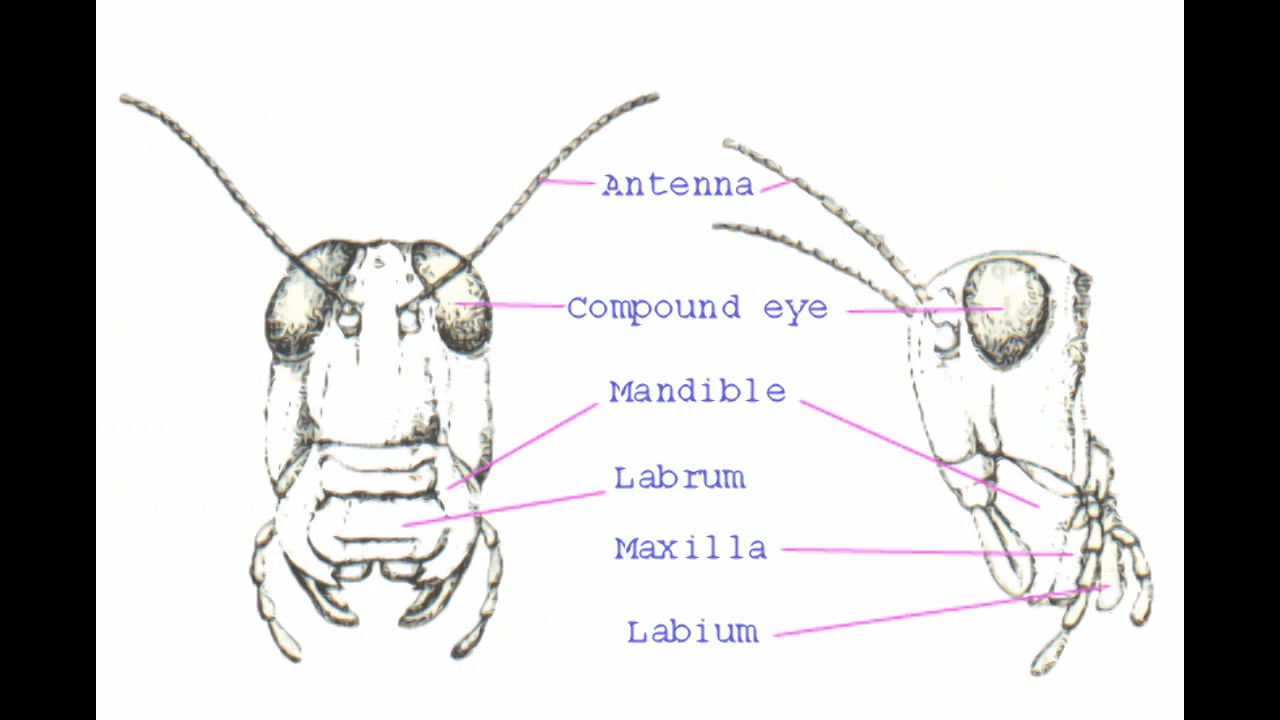 Antenna
Compound eye
Mandible
Labrum
Maxilla
Labium